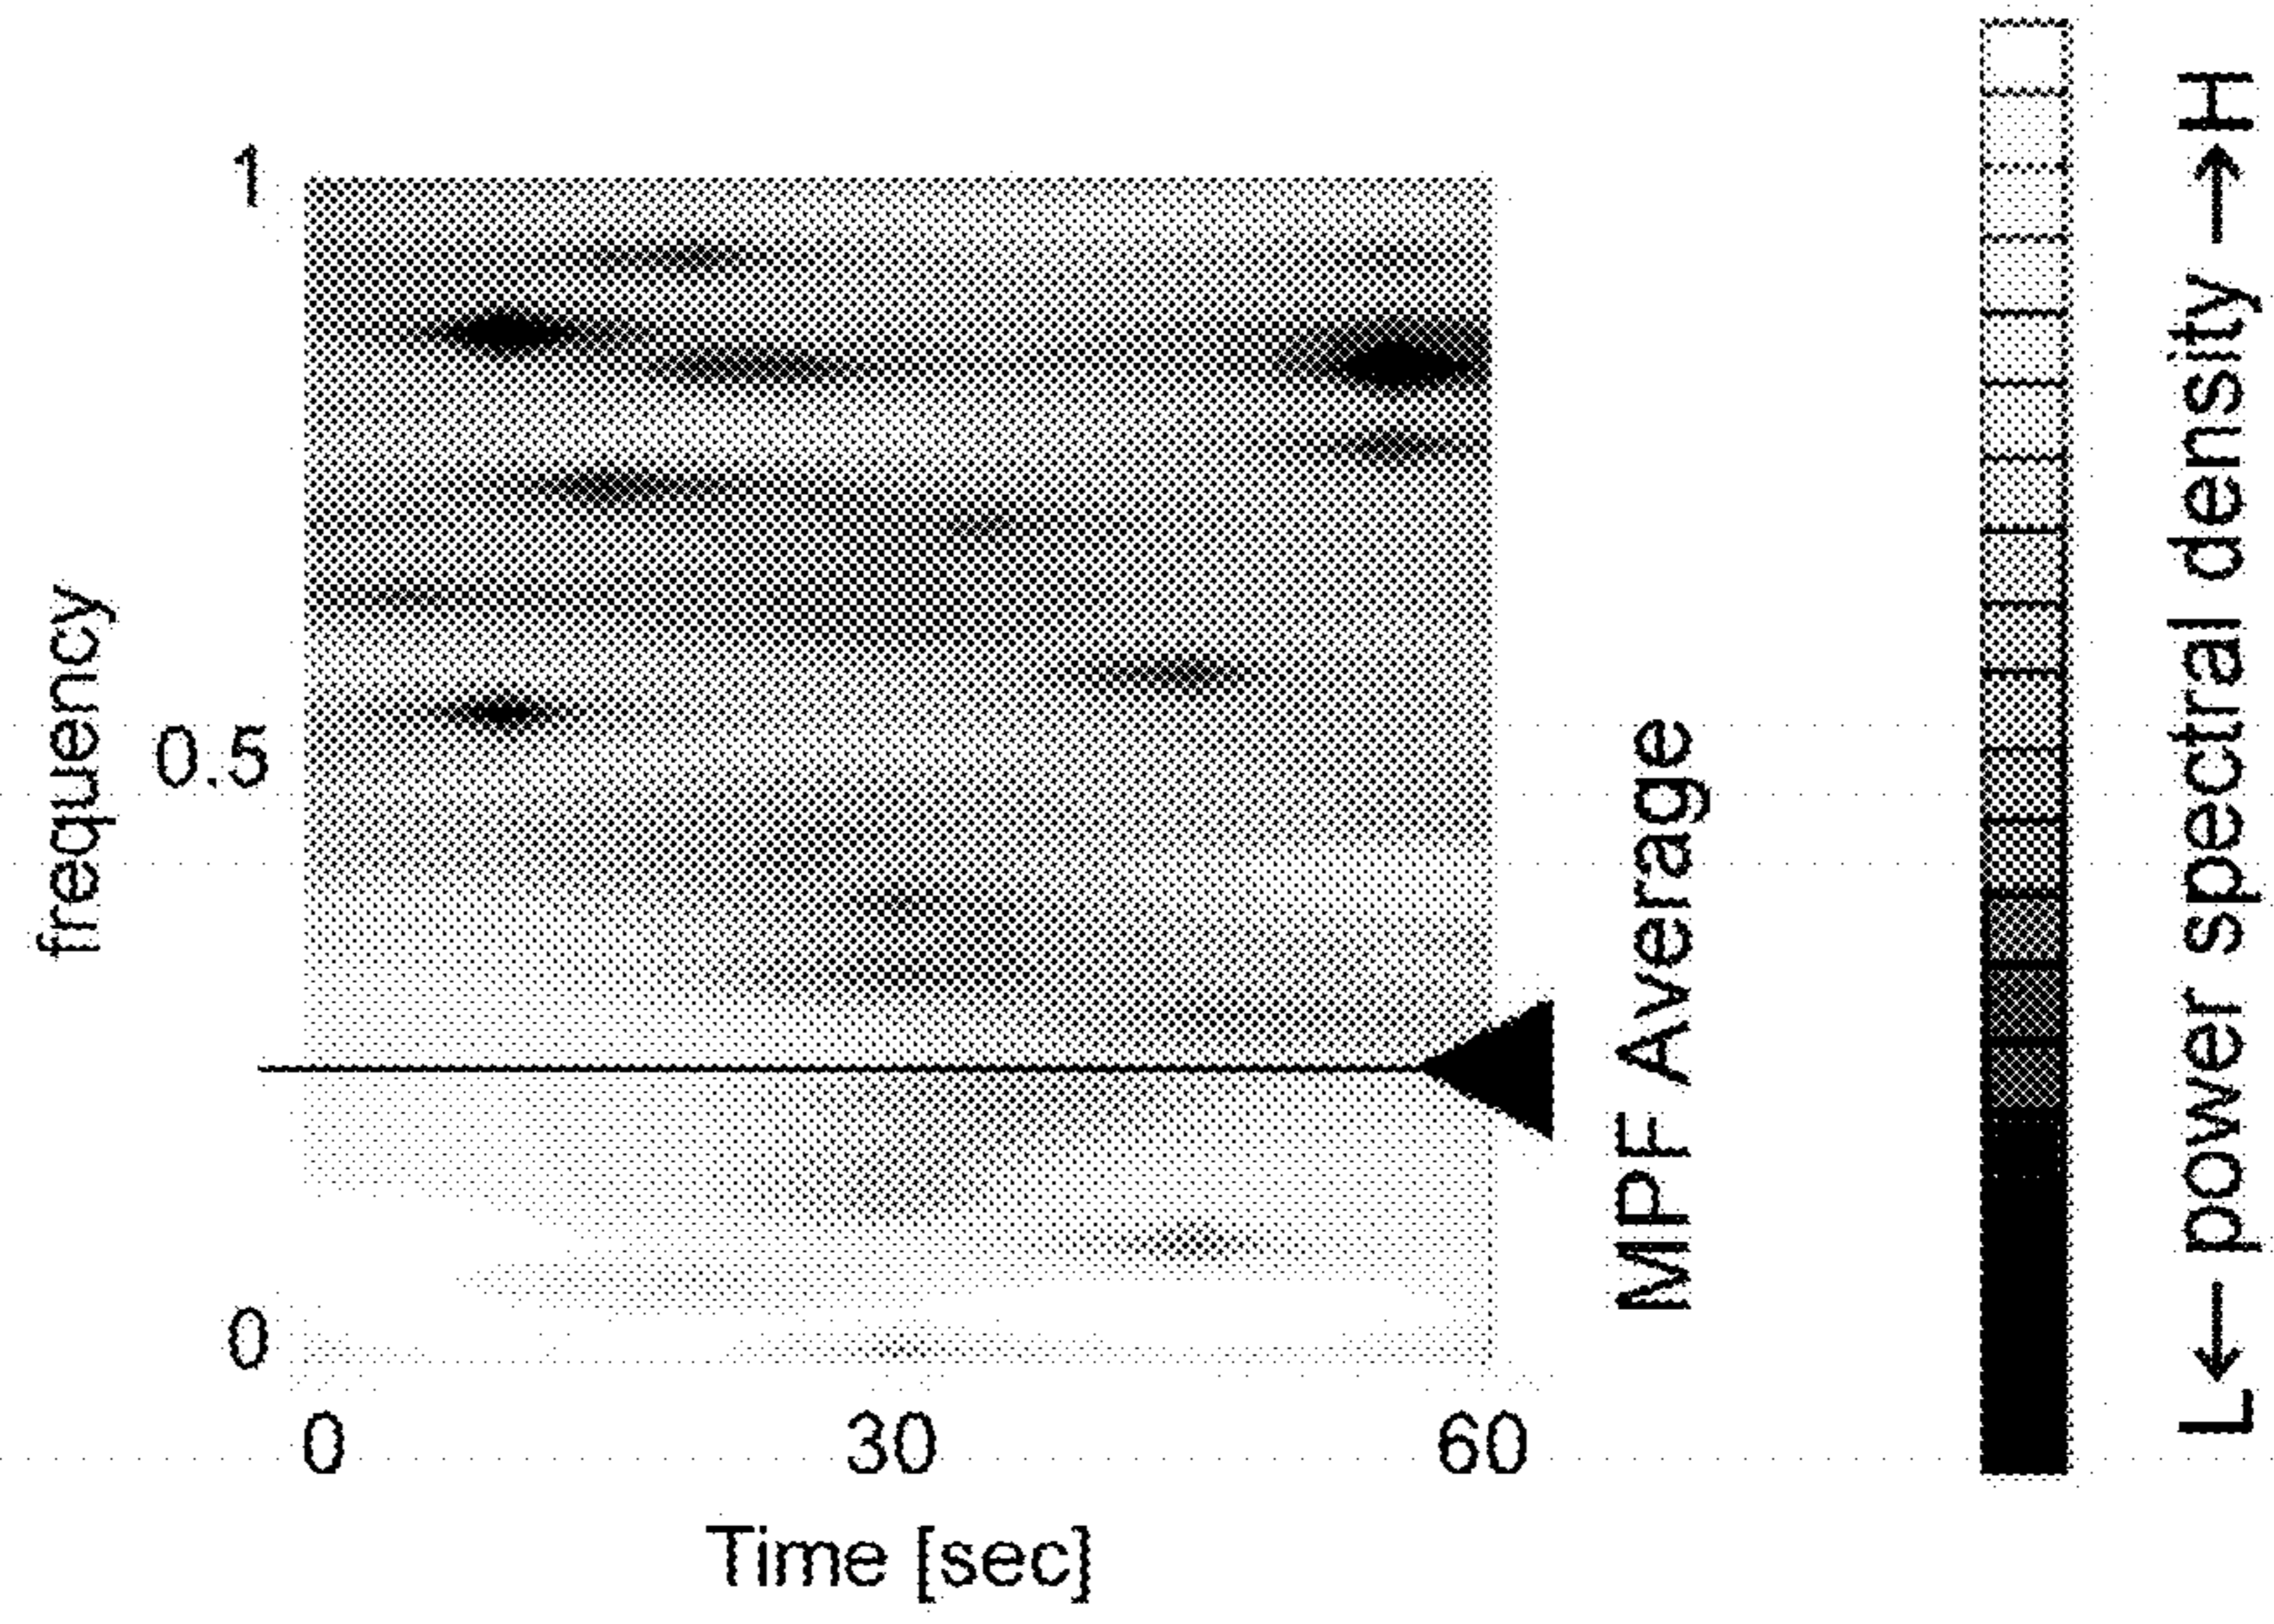 1
0.5
0
frequency
0
30
60
Time [sec]
MPF Average
L← power spectral density →H